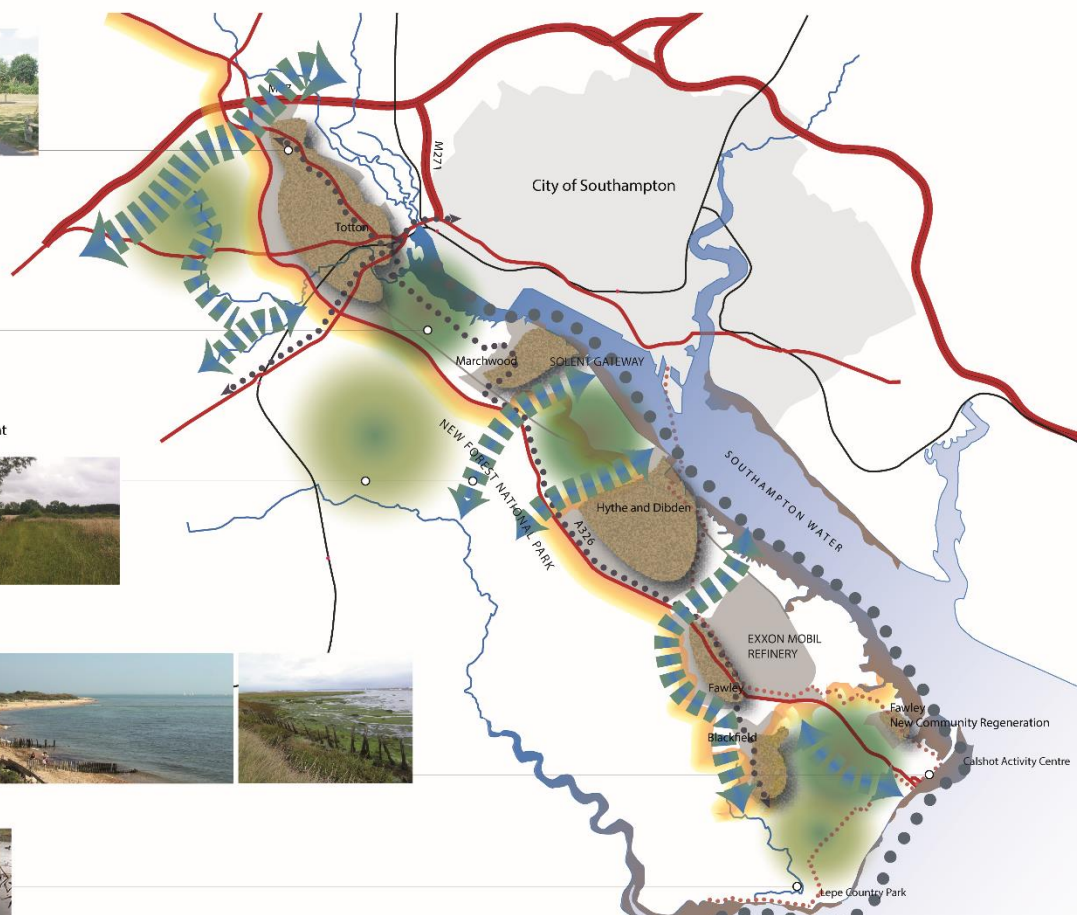 M271
City of Southampton
Totton
Marchwood
SOLENT GATEWAY
NEW FOREST NATIONAL PARK
SOUTHAMPTON WATER
Hythe and Dibden
A326
EXXON MOBIL
REFINERY
Fawley
Fawley
New Community Regeneration
Blackfield
Calshot Activity Centre
Lepe Country Park